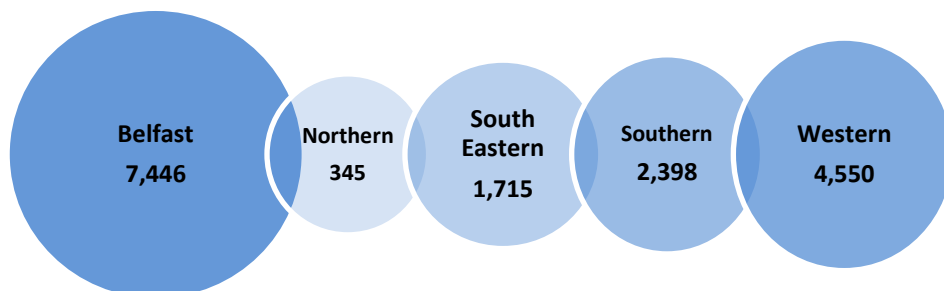 Belfast
7,446
Northern
345
South
Eastern
1,715
Southern
2,398
Western
4,550